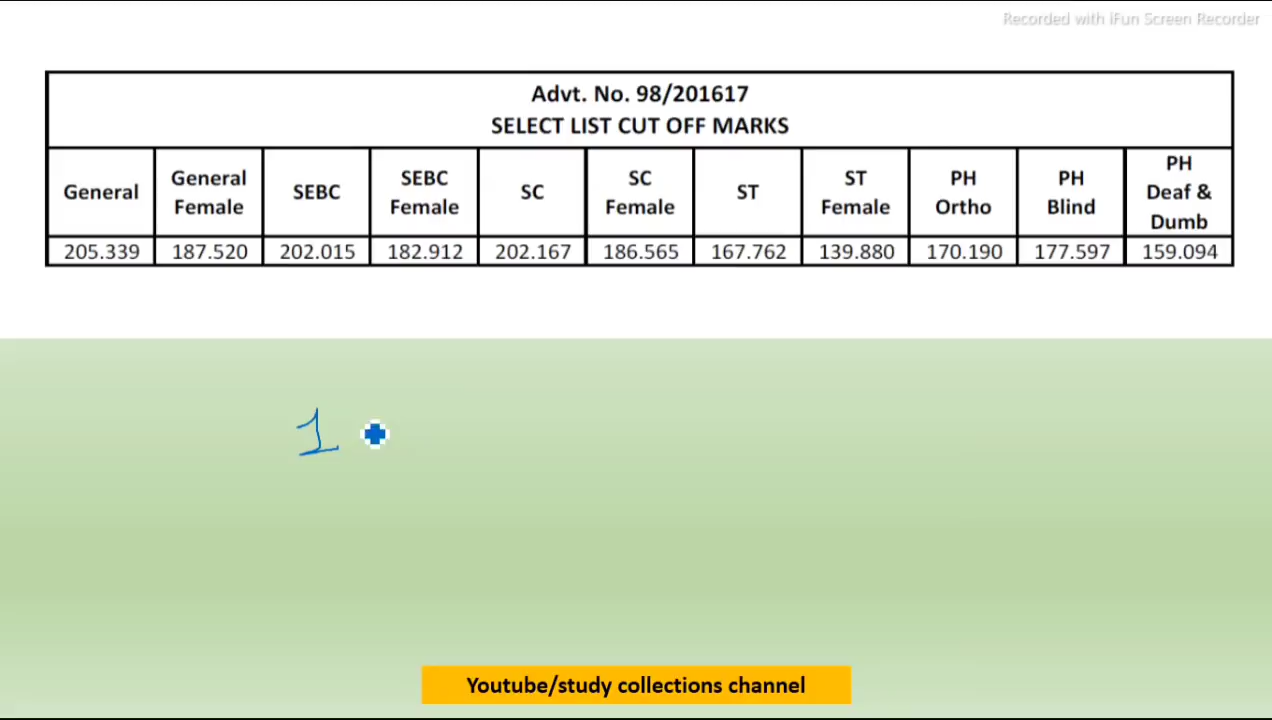 Recorded with iFun Screen Recorder
Advt. No. 98/201617
SELECT LIST CUT OFF MARKS
General | General Female | SEBC | SEBC Female | SC | SC Female | ST | ST Female | PH Ortho | PH Blind | PH Deaf & Dumb
205.339 | 187.520 | 202.015 | 182.912 | 202.167 | 186.565 | 167.762 | 139.880 | 170.190 | 177.597 | 159.094
1
Youtube/study collections channel